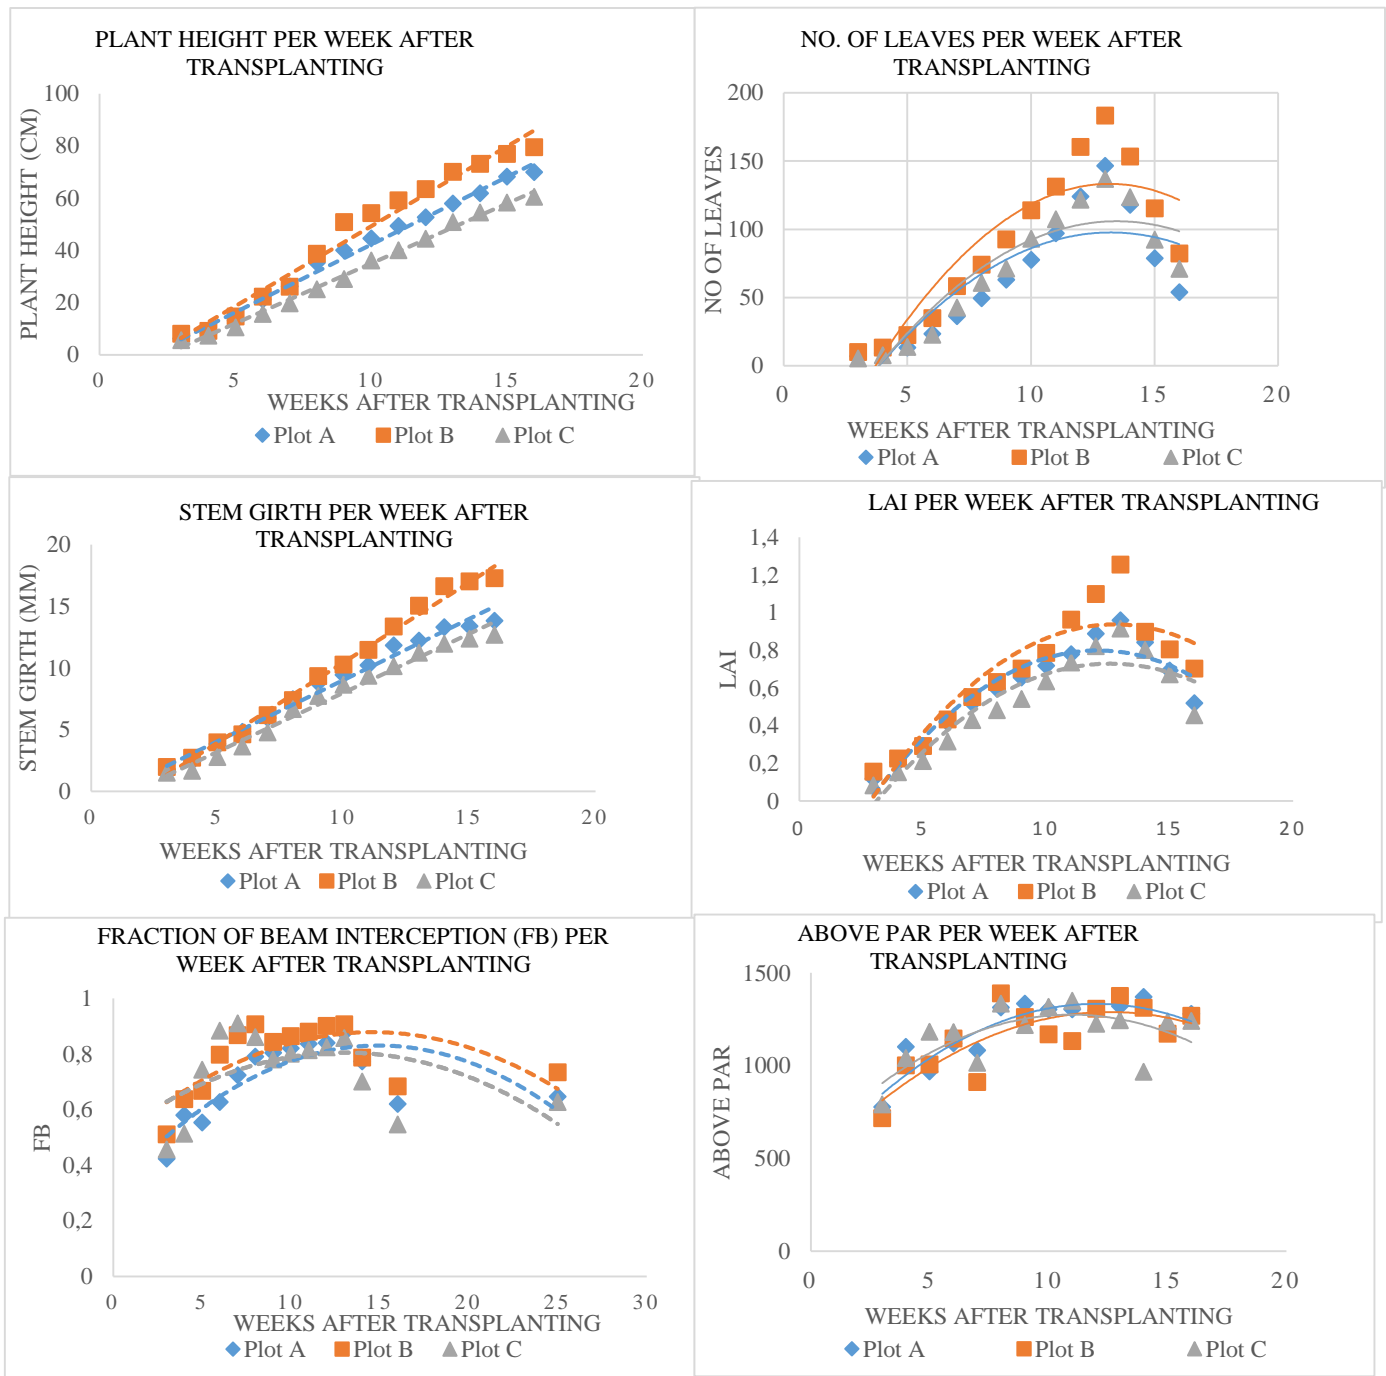 PLANT HEIGHT PER WEEK AFTER
TRANSPLANTING
100
80
60
40
20
0
PLANT HEIGHT (CM)
0 5 10 15 20
WEEKS AFTER TRANSPLANTING
Plot A Plot B Plot C
NO. OF LEAVES PER WEEK AFTER
TRANSPLANTING
200
150
100
50
0
NO OF LEAVES
0 5 10 15 20
WEEKS AFTER TRANSPLANTING
Plot A Plot B Plot C
STEM GIRTH PER WEEK AFTER
TRANSPLANTING
20
15
10
5
0
STEM GIRTH (MM)
0 5 10 15 20
WEEKS AFTER TRANSPLANTING
Plot A Plot B Plot C
LAI PER WEEK AFTER TRANSPLANTING
1,4
1,2
1
0,8
0,6
0,4
0,2
0
LAI
0 5 10 15 20
WEEKS AFTER TRANSPLANTING
Plot A Plot B Plot C
FRACTION OF BEAM INTERCEPTION (FB) PER
WEEK AFTER TRANSPLANTING
1
0,8
0,6
0,4
0,2
0
FB
0 5 10 15 20 25 30
WEEKS AFTER TRANSPLANTING
Plot A Plot B Plot C
ABOVE PAR PER WEEK AFTER
TRANSPLANTING
1500
1000
500
0
ABOVE PAR
0 5 10 15 20
WEEKS AFTER TRANSPLANTING
Plot A Plot B Plot C